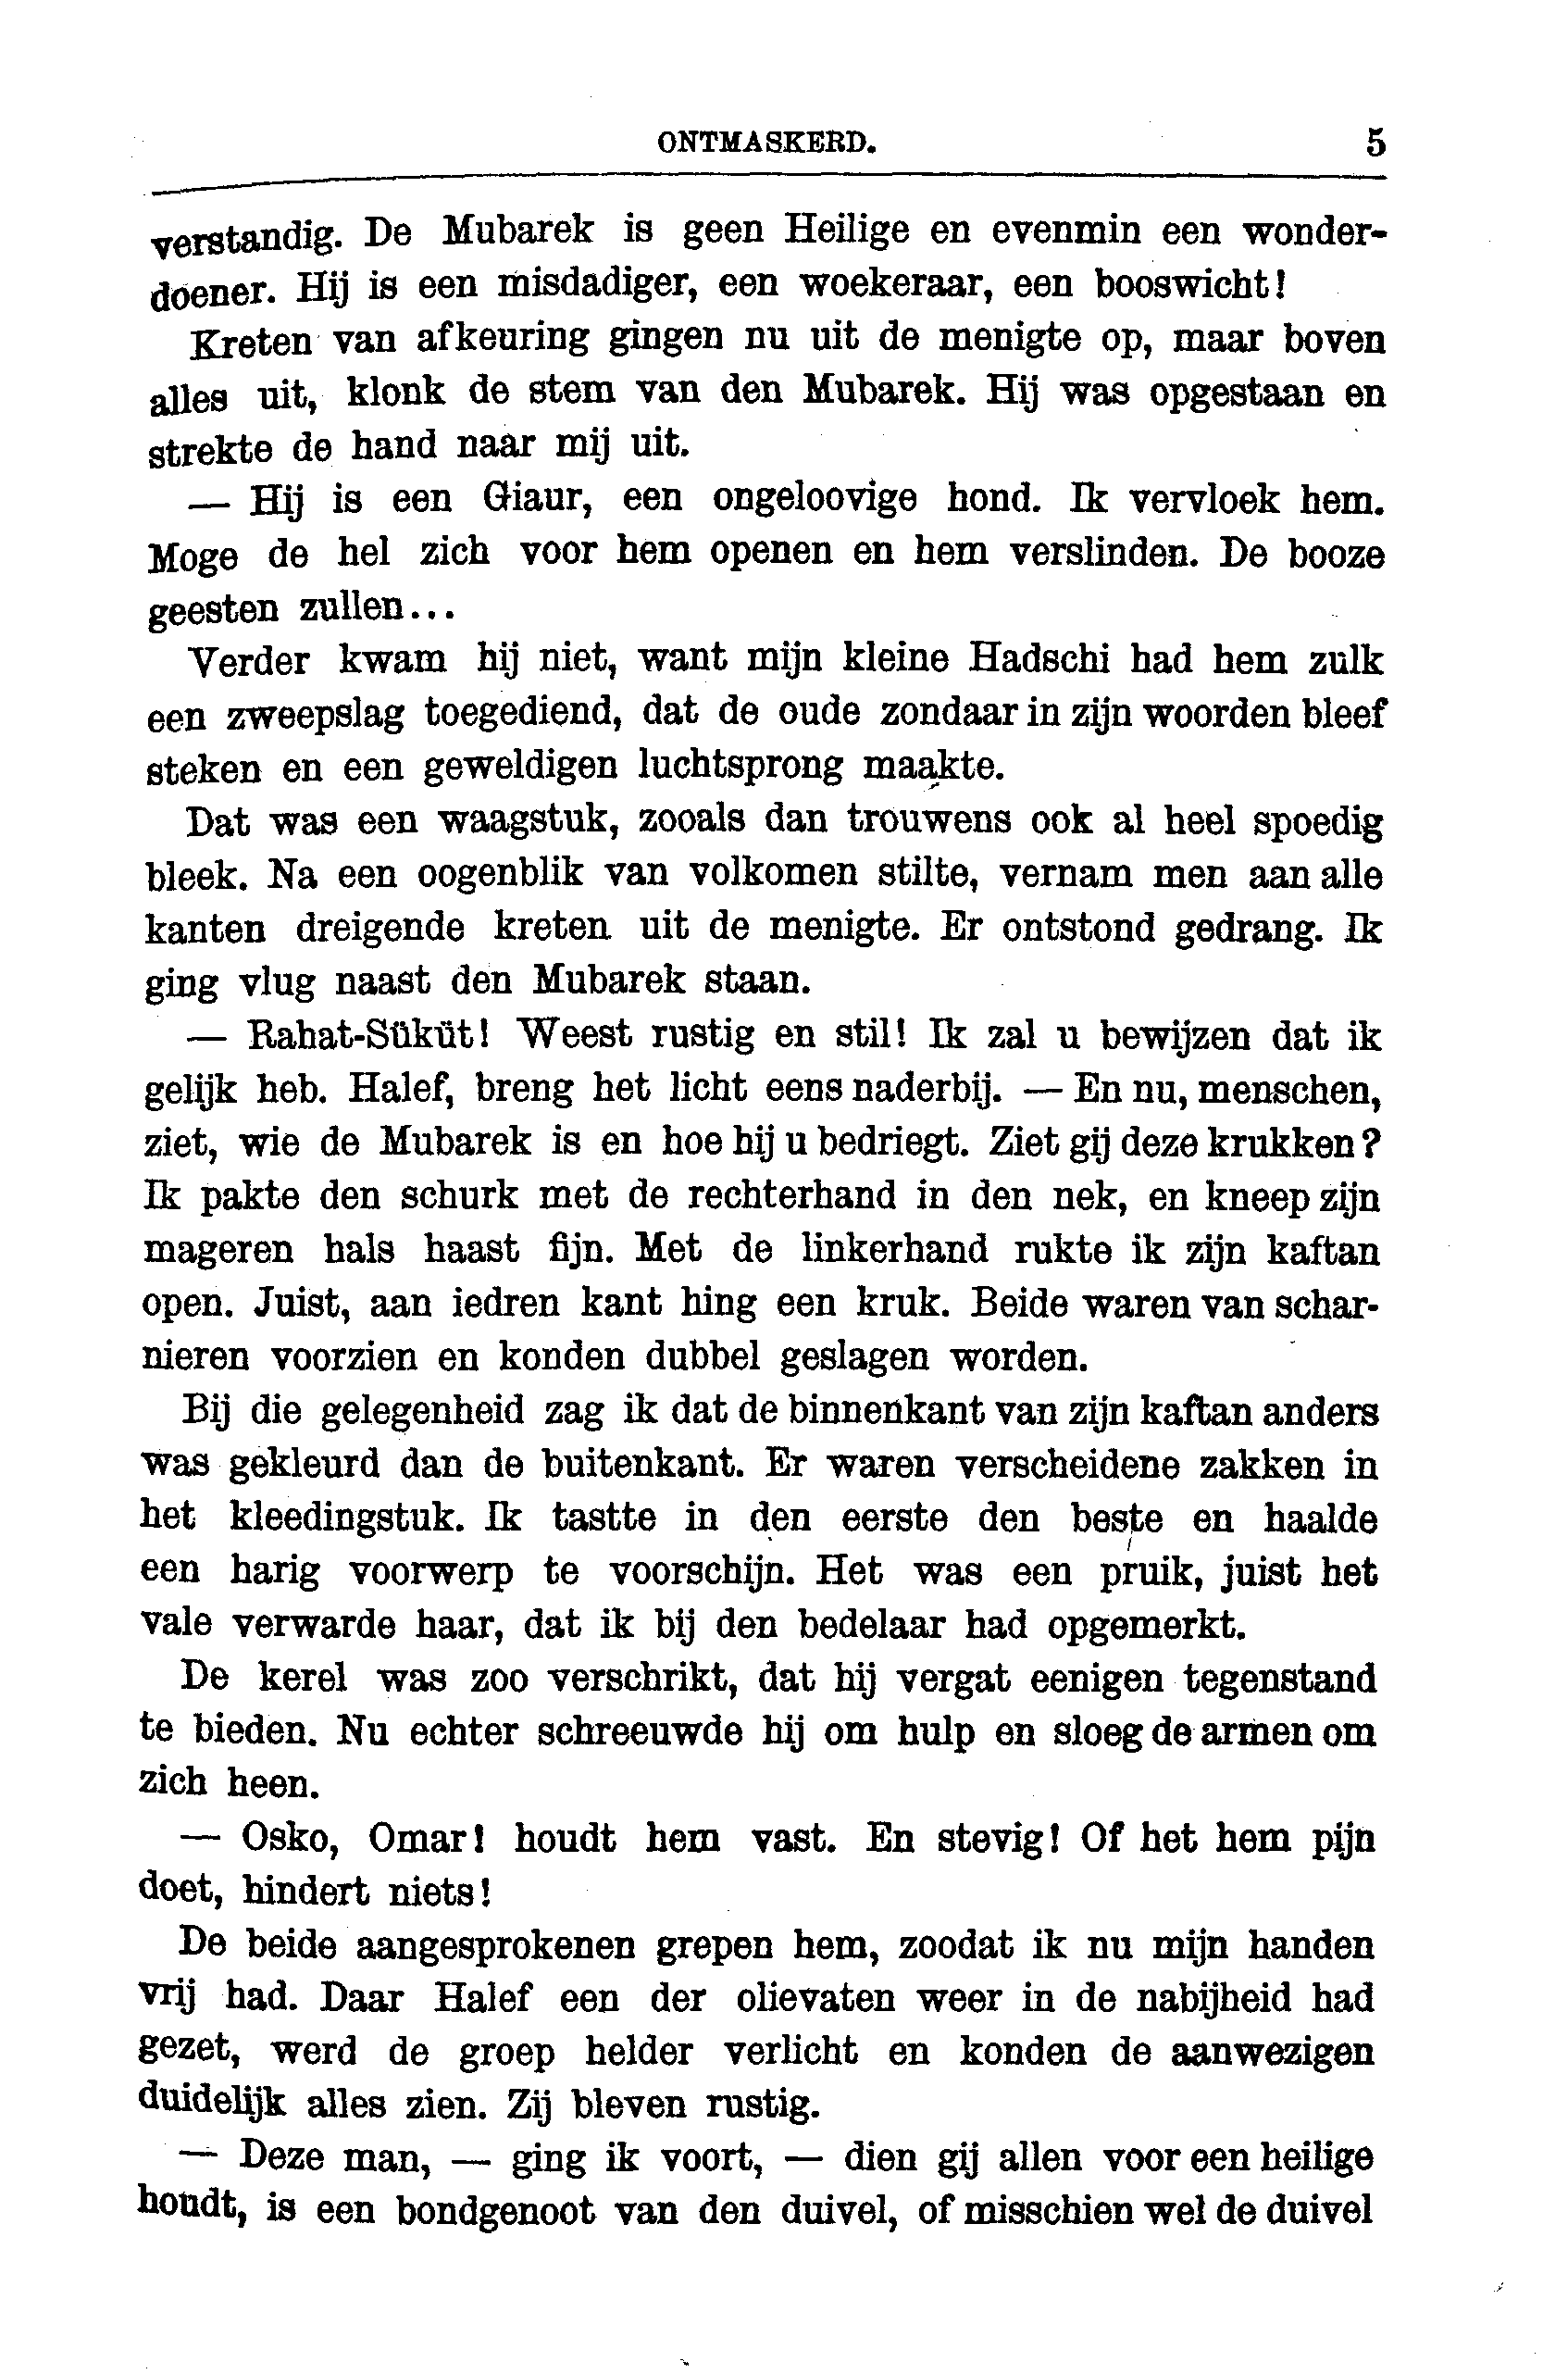 ONTMASKERD. 5
verstandig. De Mubarek is geen Heilige en evenmin een wonder-
doener. Hij is een misdadiger, een woekeraar, een booswicht!
Kreten van afkeuring gingen nu uit de menigte op, maar boven
alles uit, klonk de stem van den Mubarek. Hij was opgestaan en
strekte de hand naar mij uit.
— Hij is een Giaur, een ongeloovige hond. Ik vervloek hem.
Moge de hel zich voor hem openen en hem verslinden. De booze
geesten zullen...
Verder kwam hij niet, want mijn kleine Hadschi had hem zulk
een zweepslag toegediend, dat de oude zondaar in zijn woorden bleef
steken en een geweldigen luchtsprong maakte.
Dat was een waagstuk, zooals dan trouwens ook al heel spoedig
bleek. Na een oogenblik van volkomen stilte, vernam men aan alle
kanten dreigende kreten uit de menigte. Er ontstond gedrang. Ik
ging vlug naast den Mubarek staan.
— Rahat-Sükût! Weest rustig en stil! Ik zal u bewijzen dat ik
gelijk heb. Halef, breng het licht eens naderbij. — En nu, menschen,
ziet, wie de Mubarek is en hoe hij u bedriegt. Ziet gij deze krukken?
Ik pakte den schurk met de rechterhand in den nek, en kneep zijn
mageren hals haast fijn. Met de linkerhand rukte ik zijn kaftan
open. Juist, aan iedren kant hing een kruk. Beide waren van schar-
nieren voorzien en konden dubbel geslagen worden.
Bij die gelegenheid zag ik dat de binnenkant van zijn kaftan anders
was gekleurd dan de buitenkant. Er waren verscheidene zakken in
het kleedingstuk. Ik tastte in den eerste den beste en haalde
een harig voorwerp te voorschijn. Het was een pruik, juist het
vale verwarde haar, dat ik bij den bedelaar had opgemerkt.
De kerel was zoo verschrikt, dat hij vergat eenigen tegenstand
te bieden. Nu echter schreeuwde hij om hulp en sloeg de armen om
zich heen.
— Osko, Omar! houdt hem vast. En stevig! Of het hem pijn
doet, hindert niets!
De beide aangesprokenen grepen hem, zoodat ik nu mijn handen
vrij had. Daar Halef een der olievaten weer in de nabijheid had
gezet, werd de groep helder verlicht en konden de aanwezigen
duidelijk alles zien. Zij bleven rustig.
— Deze man, — ging ik voort, — dien gij allen voor een heilige
houdt, is een bondgenoot van den duivel, of misschien wel de duivel